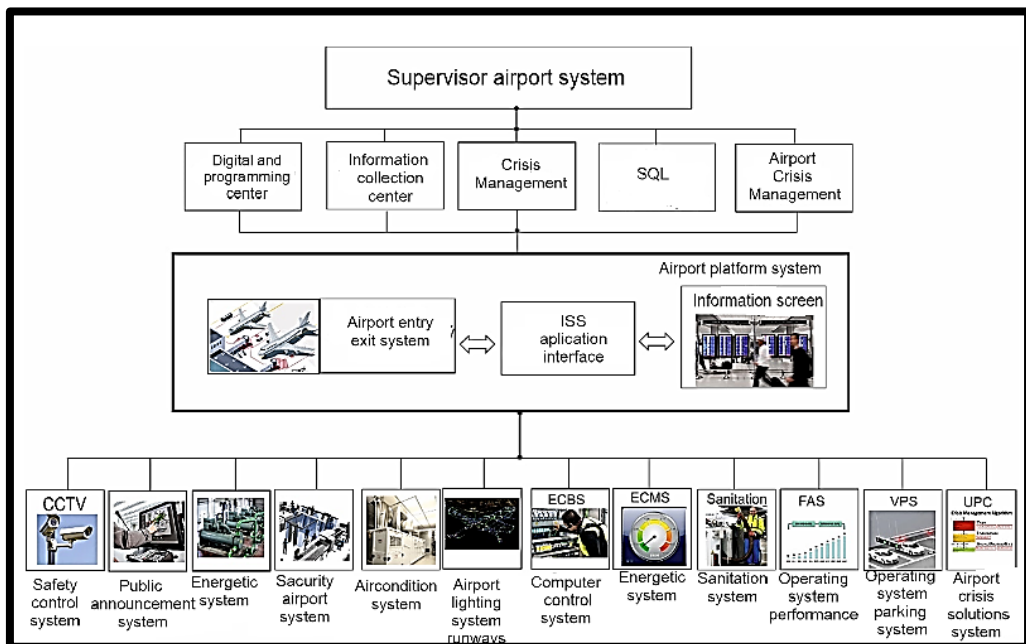 Supervisor airport system
Digital and
programming
center
Information
collection
center
Crisis
Management
SQL
Airport
Crisis
Management
Airport platform system
Airport entry
exit system
ISS
aplication
interface
Information screen
CCTV
ECBS
ECMS
Sanitation
FAS
VPS
UPC
Crisis Management Algorithm
Safety
control
system
Public
announcement
system
Energetic
system
Sacurity
airport
system
Aircondition
system
Airport
lighting
system
runways
Computer
control
system
Energetic
system
Sanitation
system
Operating
system
performance
Operating
system
parking
system
Airport
crisis
solutions
system